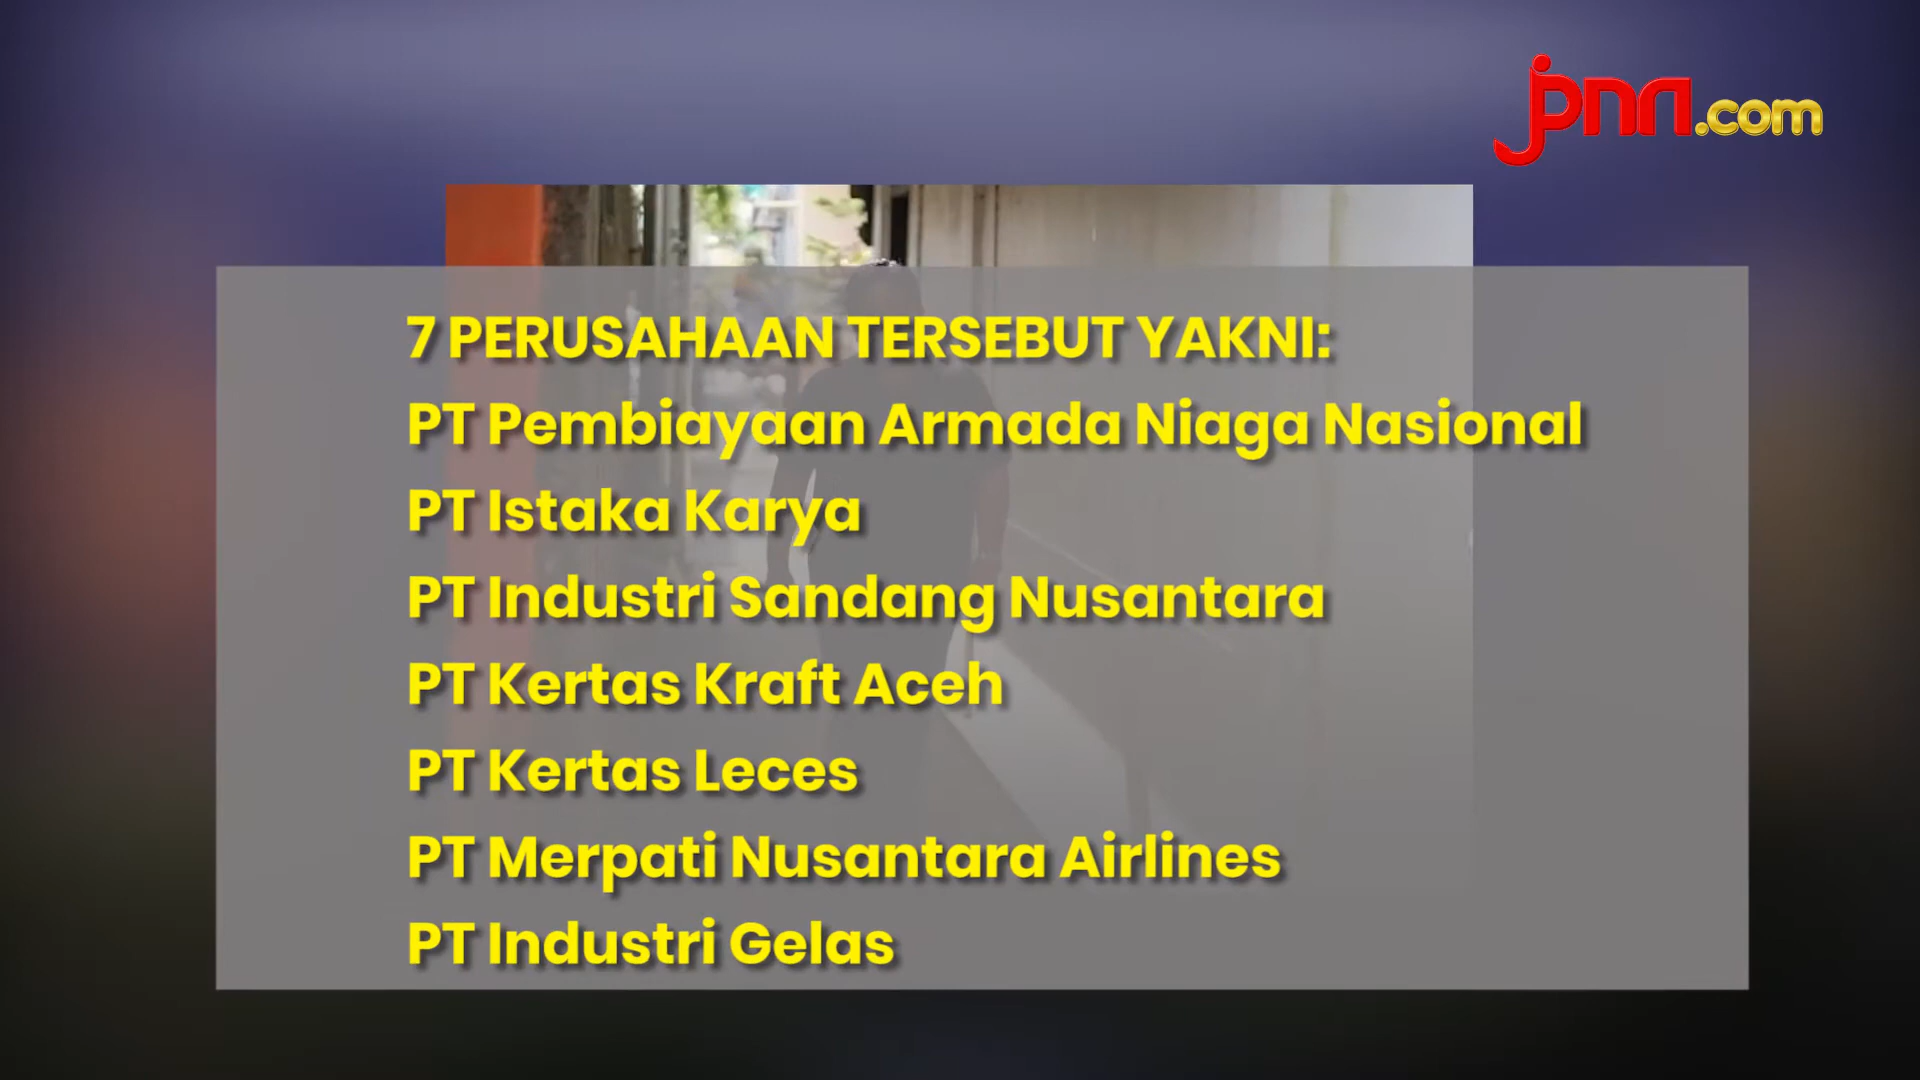 jpnn.com
7 PERUSAHAAN TERSEBUT YAKNI:
PT Pembiayaan Armada Niaga Nasional
PT Istaka Karya
PT Industri Sandang Nusantara
PT Kertas Kraft Aceh
PT Kertas Leces
PT Merpati Nusantara Airlines
PT Industri Gelas